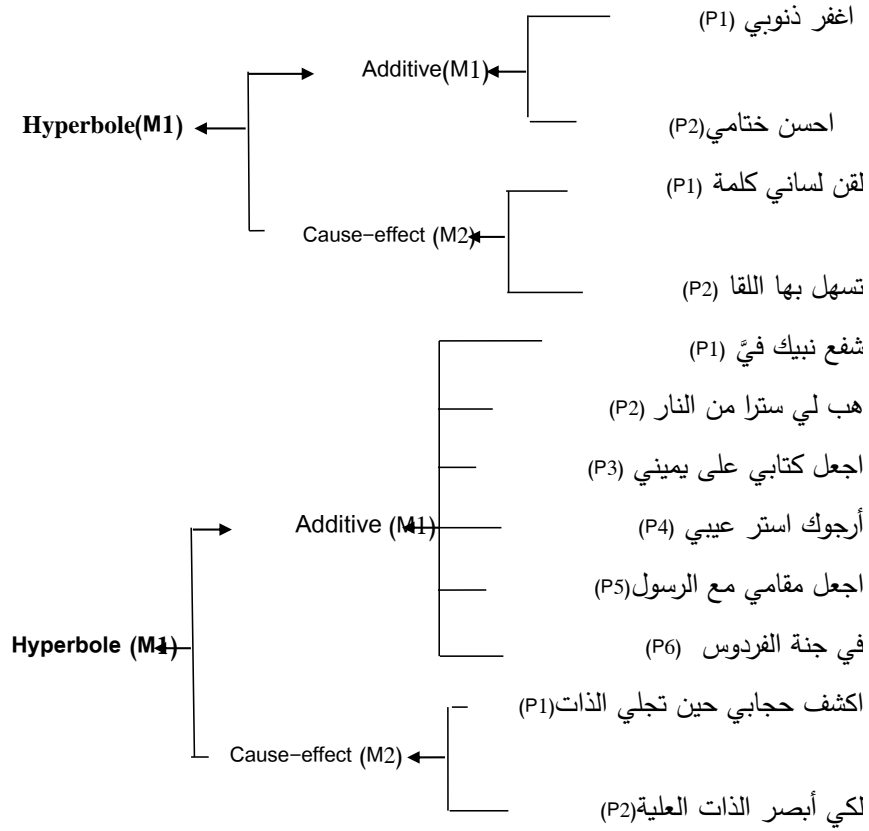 اغفر ذنوبي (P1)
Additive(M1)
Hyperbole(M1)
احسن ختامي(P2)
لقن لساني كلمة (P1)
Cause-effect (M2)
تسهل بها اللقا (P2)
شفع نبيك فيَّ (P1)
هب لي سترا من النار (P2)
اجعل كتابي على يميني (P3)
Additive (M1)
أرجوك استر عيبي (P4)
اجعل مقامي مع الرسول(P5)
Hyperbole (M1)
في جنة الفردوس (P6)
اكشف حجابي حين تجلي الذات(P1)
Cause-effect (M2)
لكي أبصر الذات العلية(P2)